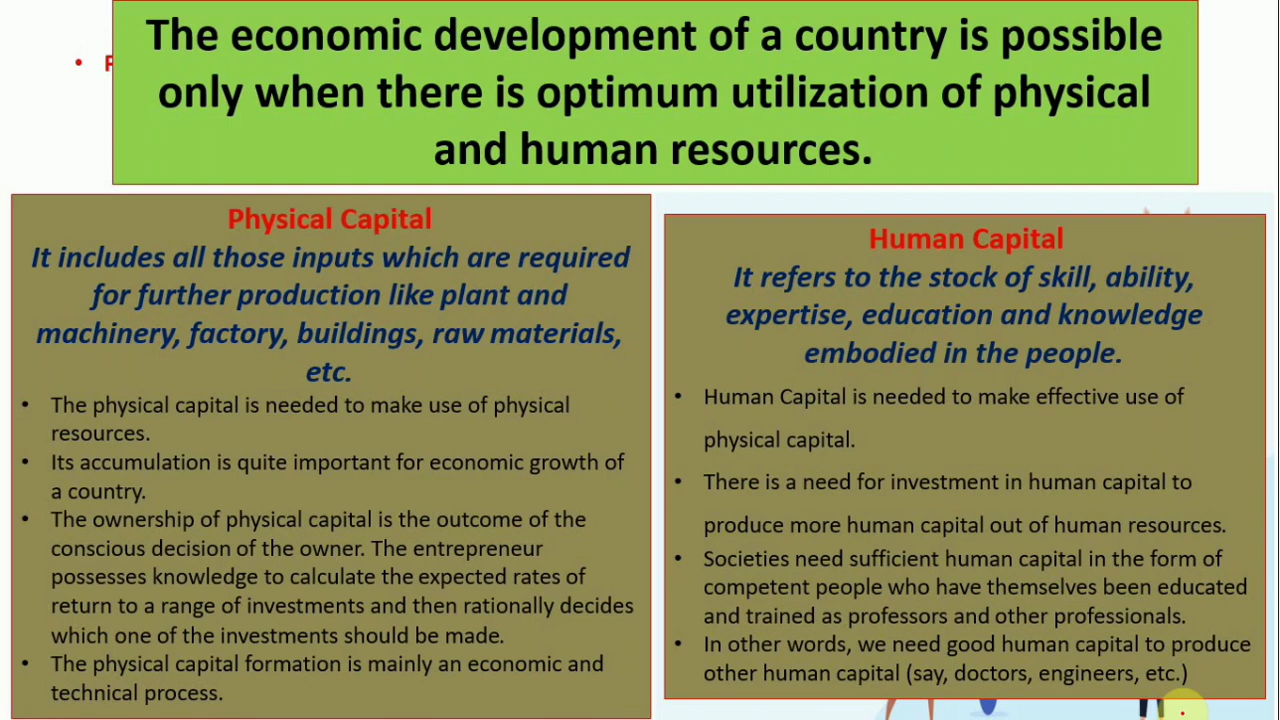 The economic development of a country is possible
only when there is optimum utilization of physical
and human resources.
Physical Capital
It includes all those inputs which are required
for further production like plant and
machinery, factory, buildings, raw materials,
etc.
• The physical capital is needed to make use of physical
resources.
• Its accumulation is quite important for economic growth of
a country.
• The ownership of physical capital is the outcome of the
conscious decision of the owner. The entrepreneur
possesses knowledge to calculate the expected rates of
return to a range of investments and then rationally decides
which one of the investments should be made.
• The physical capital formation is mainly an economic and
technical process.
Human Capital
It refers to the stock of skill, ability,
expertise, education and knowledge
embodied in the people.
• Human Capital is needed to make effective use of
physical capital.
• There is a need for investment in human capital to
produce more human capital out of human resources.
• Societies need sufficient human capital in the form of
competent people who have themselves been educated
and trained as professors and other professionals.
• In other words, we need good human capital to produce
other human capital (say, doctors, engineers, etc.)